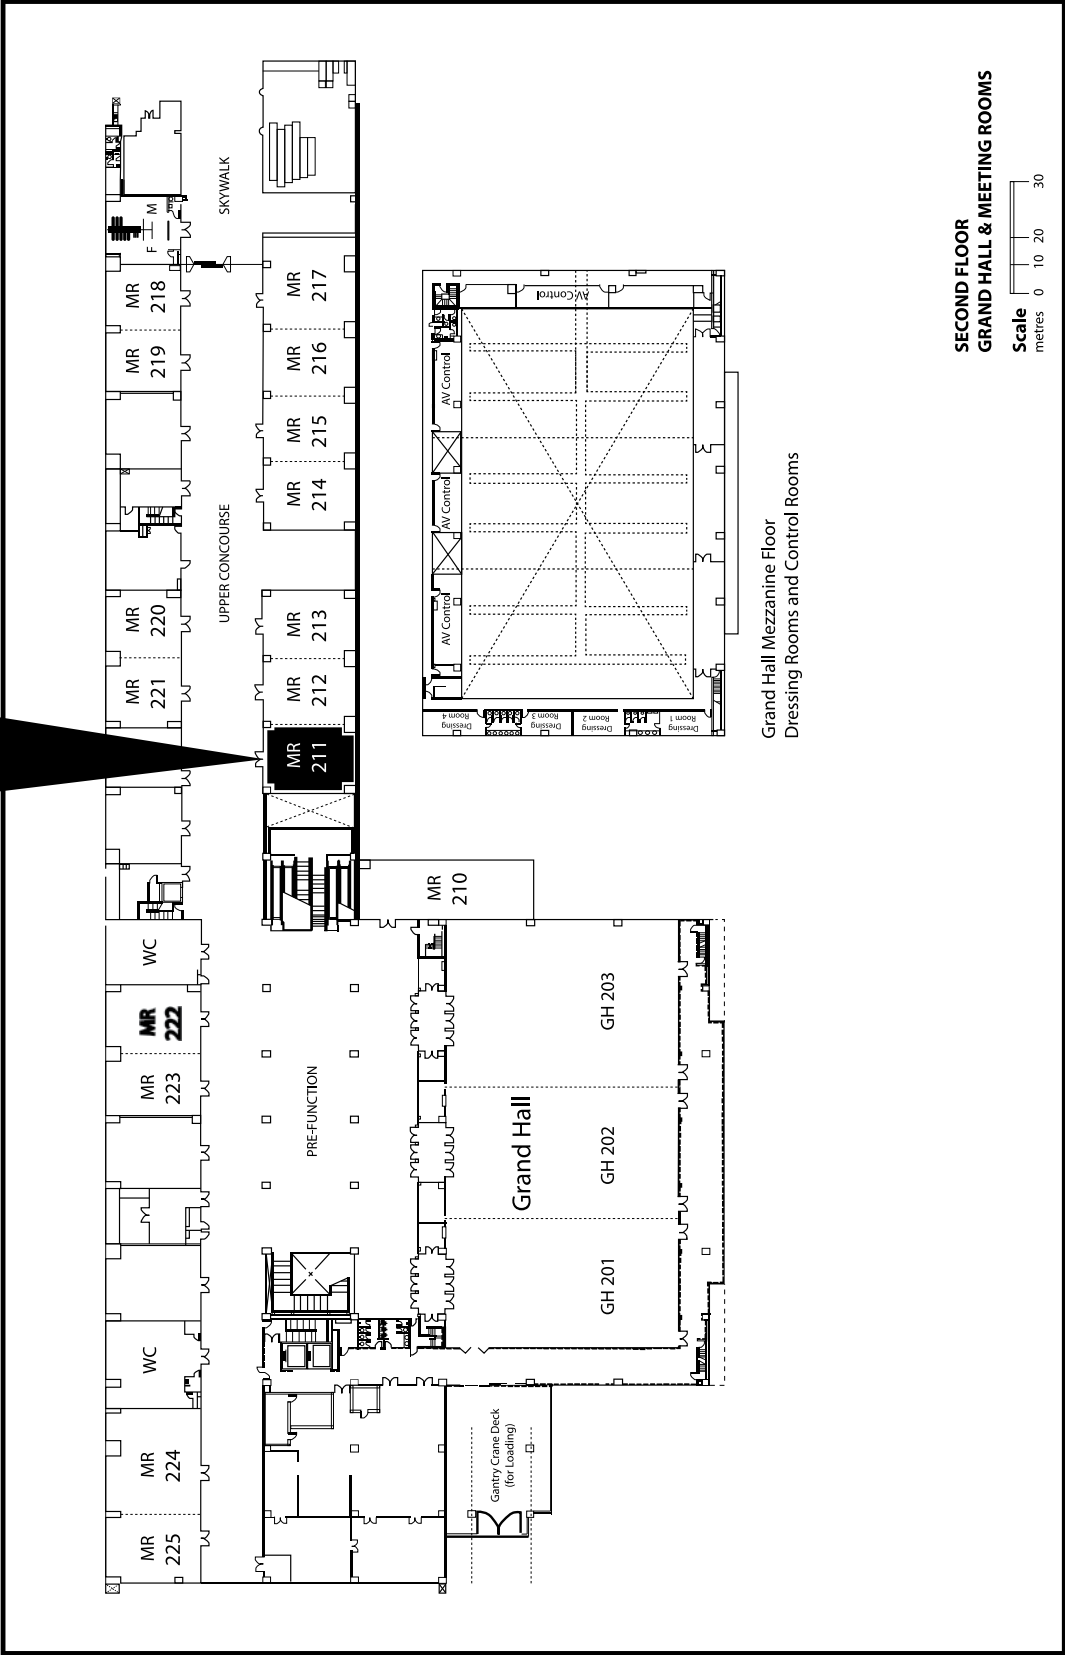 SECOND FLOOR
GRAND HALL & MEETING ROOMS
Scale
metres
0
10
20
30
SKYWALK
F
M
MR
218
MR
219
MR
220
MR
221
WC
MR
222
MR
223
WC
MR
224
MR
225
UPPER CONCOURSE
MR
217
MR
216
MR
215
MR
214
MR
213
MR
212
MR
211
MR
210
PRE-FUNCTION
Grand Hall
GH 203
GH 202
GH 201
Gantry Crane Deck
(for Loading)
AV Control
AV Control
AV Control
AV Control
Dressing
Room 4
Dressing
Room 3
Dressing
Room 2
Dressing
Room 1
Grand Hall Mezzanine Floor
Dressing Rooms and Control Rooms